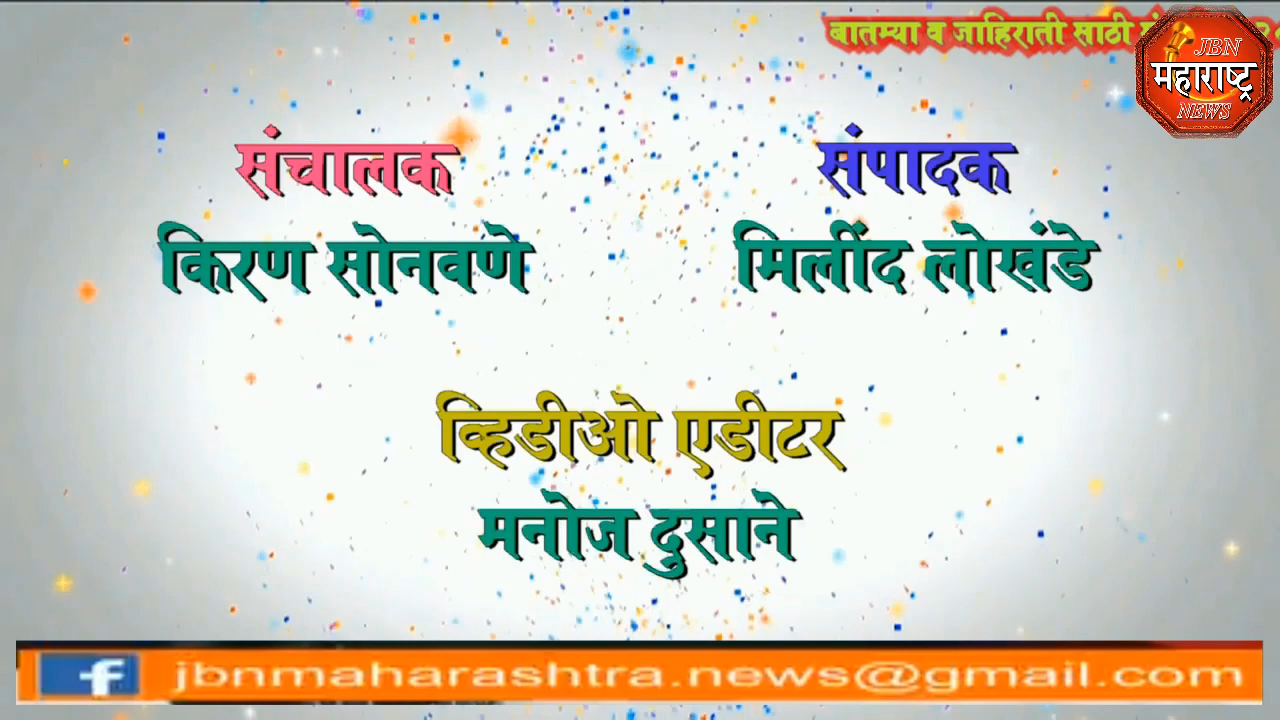 बातम्या व जाहिराती साठी
JBN
महाराष्ट्र
NEWS
संचालक
संपादक
किरण सोनवणे
मिलींद लोखंडे
व्हिडीओ एडीटर
मनोज दुसाने
f jbnmaharashtra.news@gmail.com